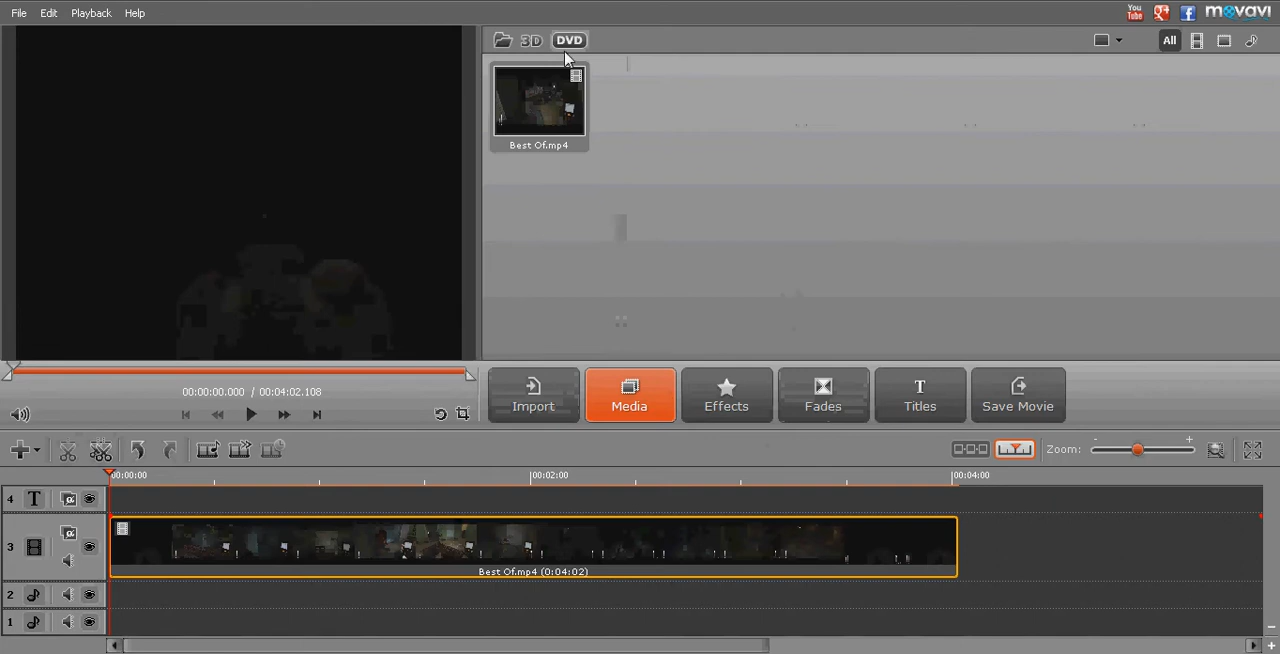 File Edit Playback Help
You Tube
movavi
3D DVD
All
Best Of.mp4
00:00:00.000 / 00:04:02.108
Import Media Effects Fades Titles Save Movie
Zoom: - +
00:00:00 00:02:00 00:04:00
4 T
3
Best Of.mp4 (0:04:02)
2
1